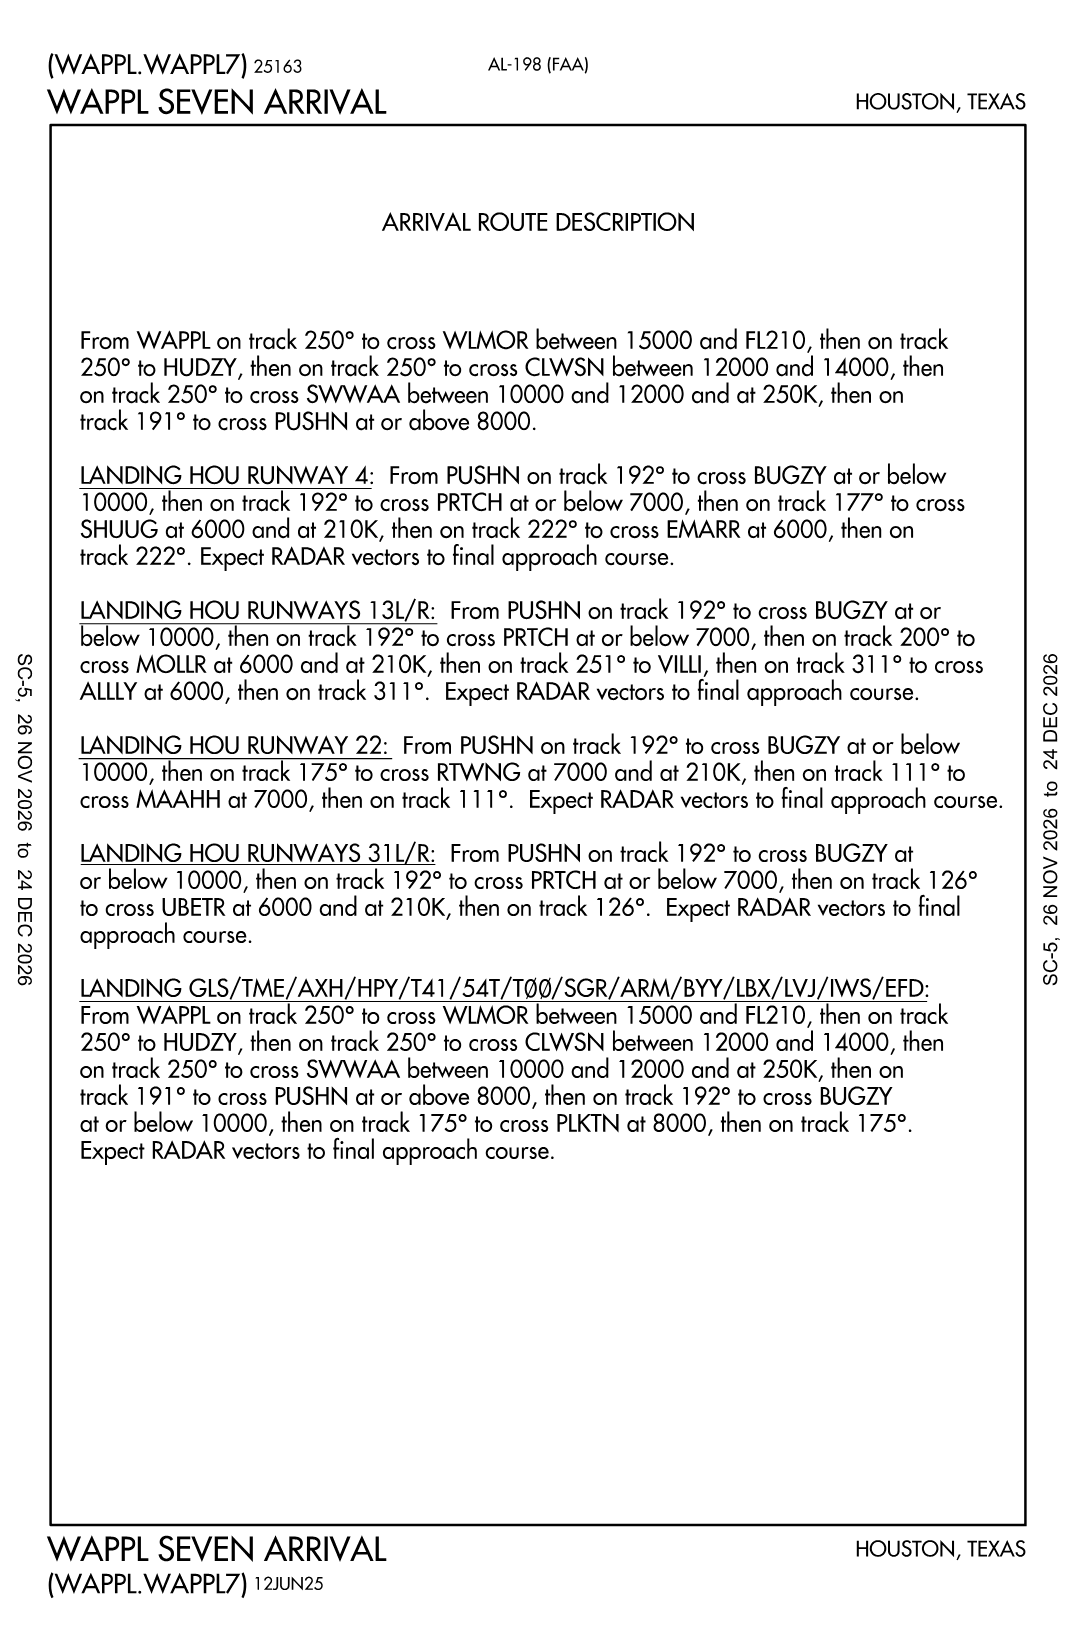 (WAPPL.WAPPL7) 25163
AL-198 (FAA)
WAPPL SEVEN ARRIVAL
HOUSTON, TEXAS
ARRIVAL ROUTE DESCRIPTION
From WAPPL on track 250° to cross WLMOR between 15000 and FL210, then on track
250° to HUDZY, then on track 250° to cross CLWSN between 12000 and 14000, then
on track 250° to cross SWWAA between 10000 and 12000 and at 250K, then on
track 191° to cross PUSHN at or above 8000.
LANDING HOU RUNWAY 4: From PUSHN on track 192° to cross BUGZY at or below
10000, then on track 192° to cross PRTCH at or below 7000, then on track 177° to cross
SHUUG at 6000 and at 210K, then on track 222° to cross EMARR at 6000, then on
track 222°. Expect RADAR vectors to final approach course.
LANDING HOU RUNWAYS 13L/R: From PUSHN on track 192° to cross BUGZY at or
below 10000, then on track 192° to cross PRTCH at or below 7000, then on track 200° to
cross MOLLR at 6000 and at 210K, then on track 251° to VILLI, then on track 311° to cross
ALLLY at 6000, then on track 311°. Expect RADAR vectors to final approach course.
LANDING HOU RUNWAY 22: From PUSHN on track 192° to cross BUGZY at or below
10000, then on track 175° to cross RTWNG at 7000 and at 210K, then on track 111° to
cross MAAHH at 7000, then on track 111°. Expect RADAR vectors to final approach course.
LANDING HOU RUNWAYS 31L/R: From PUSHN on track 192° to cross BUGZY at
or below 10000, then on track 192° to cross PRTCH at or below 7000, then on track 126°
to cross UBETR at 6000 and at 210K, then on track 126°. Expect RADAR vectors to final
approach course.
LANDING GLS/TME/AXH/HPY/T41/54T/TØØ/SGR/ARM/BYY/LBX/LVJ/IWS/EFD:
From WAPPL on track 250° to cross WLMOR between 15000 and FL210, then on track
250° to HUDZY, then on track 250° to cross CLWSN between 12000 and 14000, then
on track 250° to cross SWWAA between 10000 and 12000 and at 250K, then on
track 191° to cross PUSHN at or above 8000, then on track 192° to cross BUGZY
at or below 10000, then on track 175° to cross PLKTN at 8000, then on track 175°.
Expect RADAR vectors to final approach course.
SC-5, 26 NOV 2026 to 24 DEC 2026
SC-5, 26 NOV 2026 to 24 DEC 2026
WAPPL SEVEN ARRIVAL
HOUSTON, TEXAS
(WAPPL.WAPPL7) 12JUN25